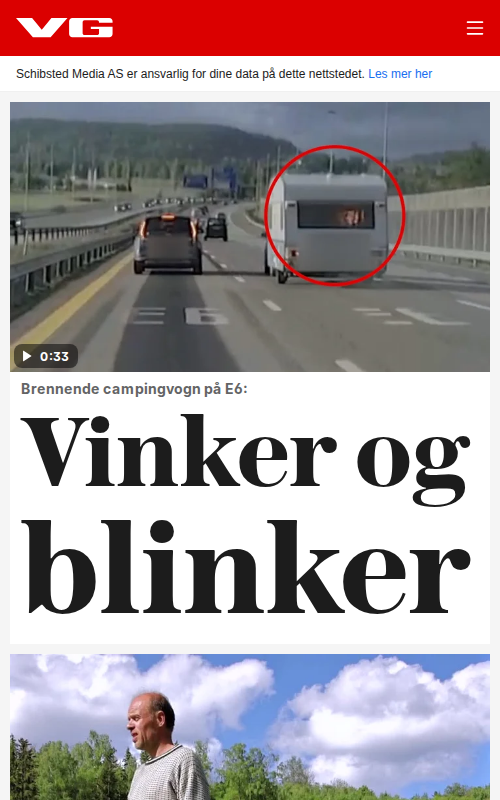 VG
Schibsted Media AS er ansvarlig for dine data på dette nettstedet. Les mer her
0:33
Brennende campingvogn på E6:
Vinker og
blinker